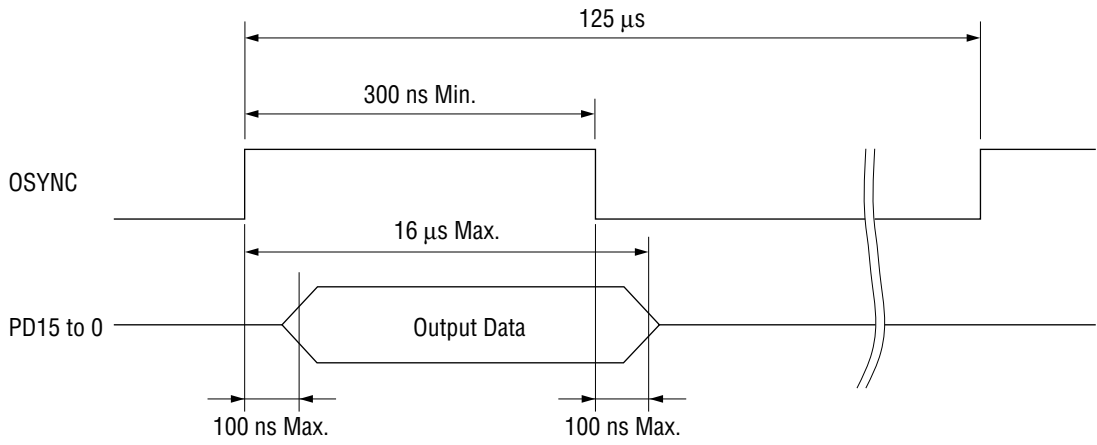 125 μs
300 ns Min.
OSYNC
16 μs Max.
PD15 to 0
Output Data
100 ns Max.
100 ns Max.